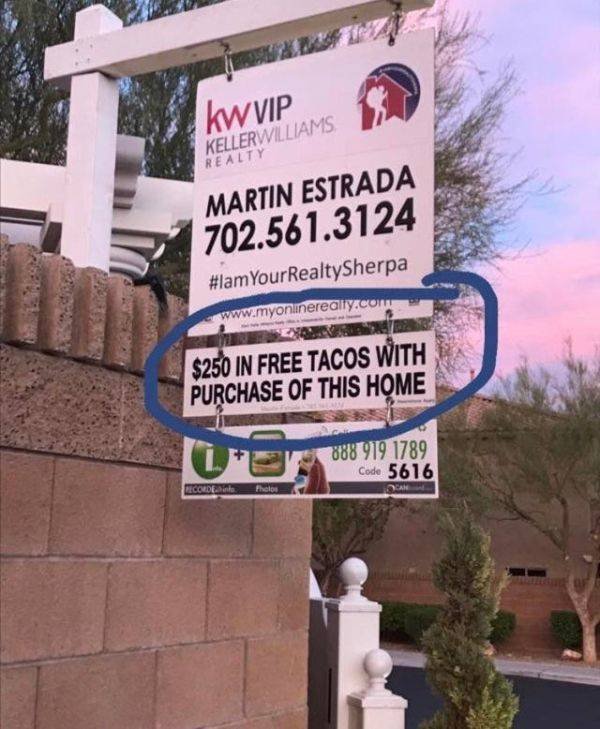 kw VIP
KELLERWILLIAMS.
REALTY
MARTIN ESTRADA
702.561.3124
#IamYourRealtySherpa
www.myonlinerealty.com
$250 IN FREE TACOS WITH
PURCHASE OF THIS HOME
888 919 1789
Code 5616
Photos